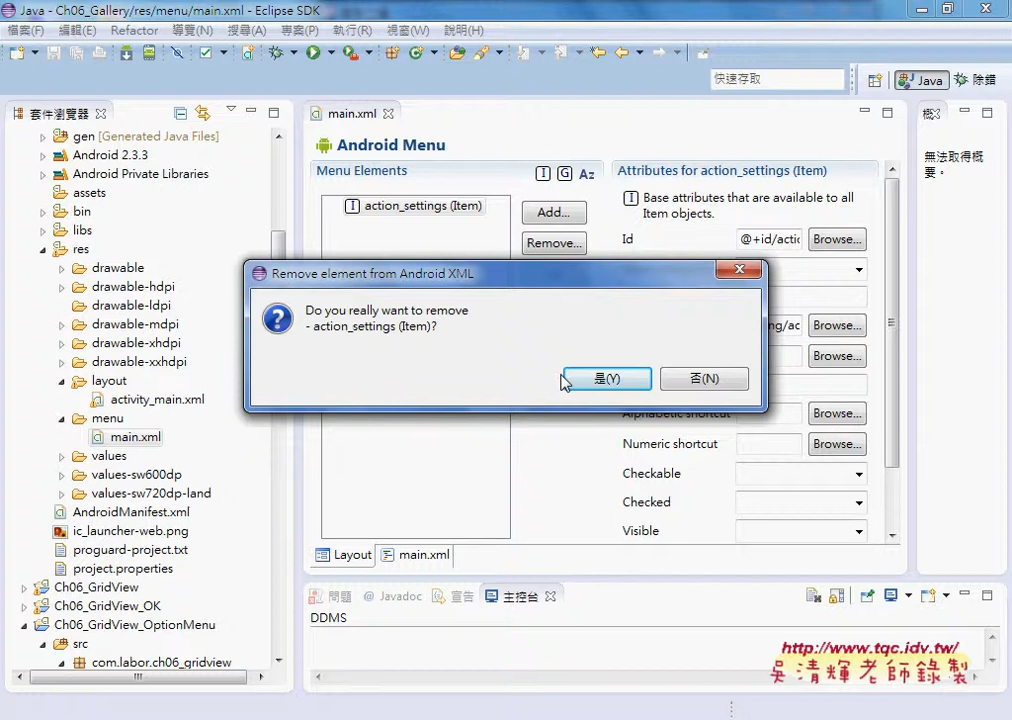 Java - Ch06_Gallery/res/menu/main.xml - Eclipse SDK
檔案(F) 編輯(E) Refactor 導覽(N) 搜尋(A) 專案(P) 執行(R) 視窗(W) 說明(H)
快速存取
Java
除錯
套件瀏覽器
gen [Generated Java Files]
Android 2.3.3
Android Private Libraries
assets
bin
libs
res
drawable
drawable-hdpi
drawable-ldpi
drawable-mdpi
drawable-xhdpi
drawable-xxhdpi
layout
activity_main.xml
menu
main.xml
values
values-sw600dp
values-sw720dp-land
AndroidManifest.xml
ic_launcher-web.png
proguard-project.txt
project.properties
Ch06_GridView
Ch06_GridView_OK
Ch06_GridView_OptionMenu
src
com.labor.ch06_gridview
main.xml
Android Menu
Menu Elements
I G Az
I action_settings (Item)
Add...
Remove...
Attributes for action_settings (Item)
I Base attributes that are available to all
Item objects.
Id @+id/actic Browse...
ng/ac Browse...
Browse...
Alphabetic shortcut Browse...
Numeric shortcut Browse...
Checkable
Checked
Visible
Remove element from Android XML
Do you really want to remove
- action_settings (Item)?
是(Y) 否(N)
Layout main.xml
概
無法取得概
要。
問題 @ Javadoc 宣告 主控台
DDMS
http://www.tqc.idv.tw/
吳清輝老師錄製